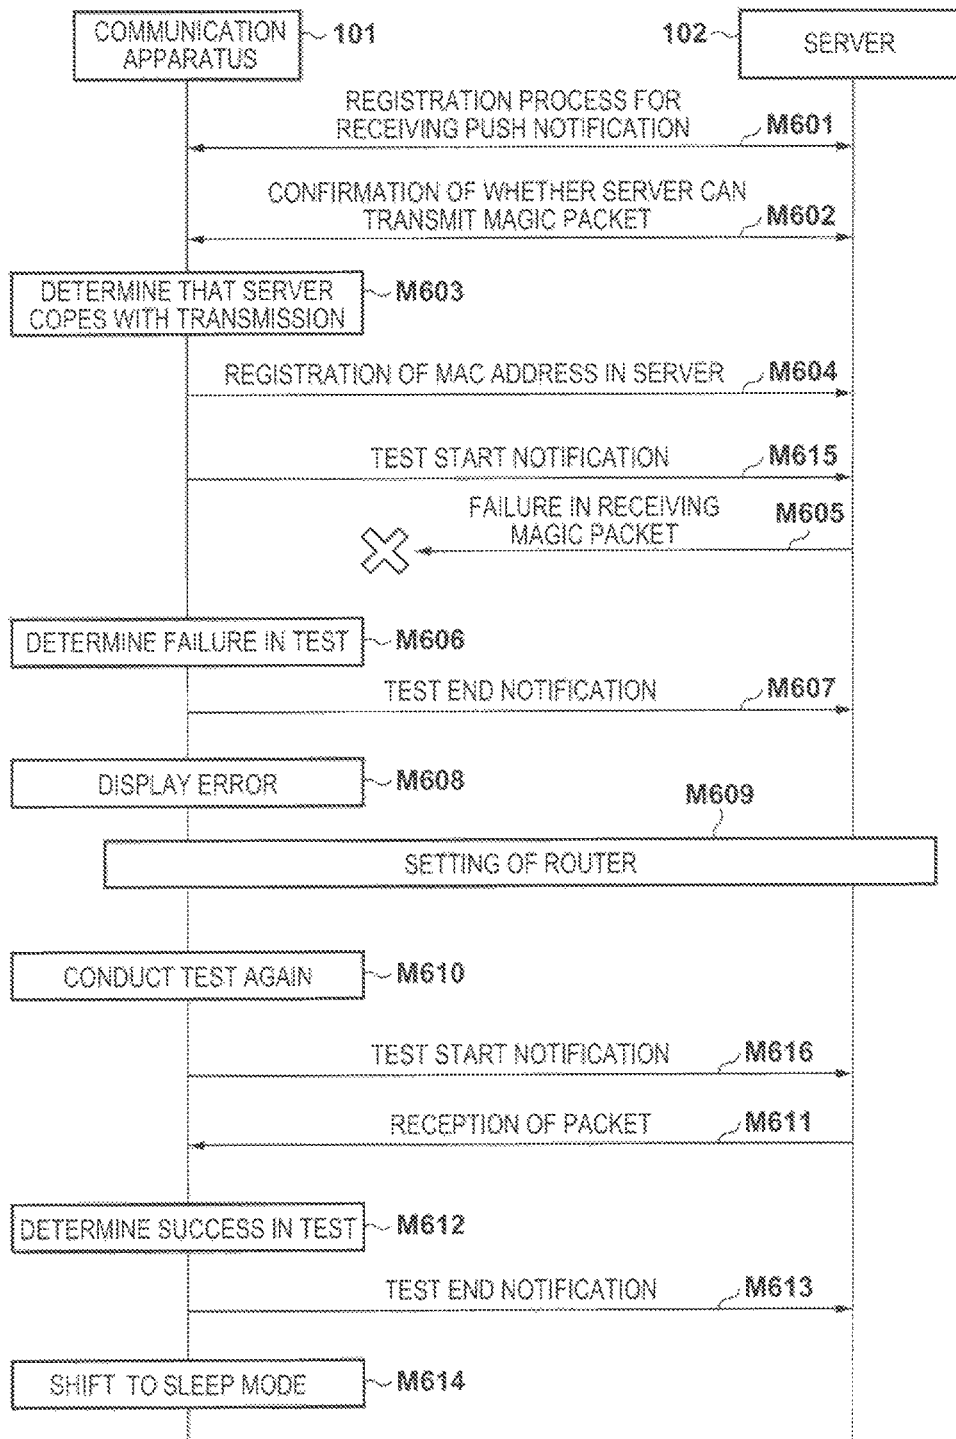 COMMUNICATION
APPARATUS
101
102
SERVER
REGISTRATION PROCESS FOR
RECEIVING PUSH NOTIFICATION
M601
CONFIRMATION OF WHETHER SERVER CAN
TRANSMIT MAGIC PACKET
M602
DETERMINE THAT SERVER
COPES WITH TRANSMISSION
M603
REGISTRATION OF MAC ADDRESS IN SERVER
M604
TEST START NOTIFICATION
M615
FAILURE IN RECEIVING
MAGIC PACKET
M605
DETERMINE FAILURE IN TEST
M606
TEST END NOTIFICATION
M607
DISPLAY ERROR
M608
M609
SETTING OF ROUTER
CONDUCT TEST AGAIN
M610
TEST START NOTIFICATION
M616
RECEPTION OF PACKET
M611
DETERMINE SUCCESS IN TEST
M612
TEST END NOTIFICATION
M613
SHIFT TO SLEEP MODE
M614